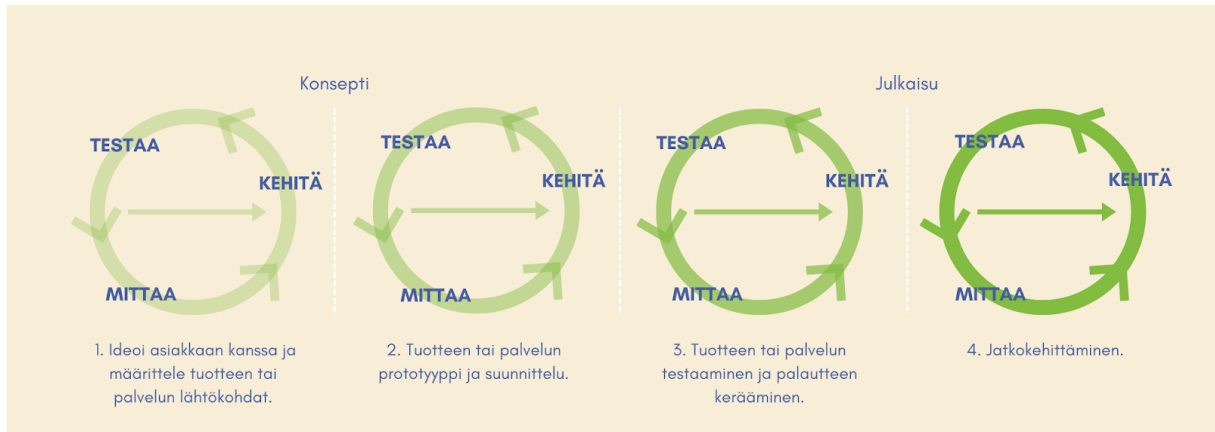 Konsepti
Julkaisu
TESTAA
KEHITÄ
MITTAA
TESTAA
KEHITÄ
MITTAA
TESTAA
KEHITÄ
MITTAA
TESTAA
KEHITÄ
MITTAA
1. Ideoi asiakkaan kanssa ja
määrittele tuotteen tai
palvelun lähtökohdat.
2. Tuotteen tai palvelun
prototyyppi ja suunnittelu.
3. Tuotteen tai palvelun
testaaminen ja palautteen
kerääminen.
4. Jatkokehittäminen.